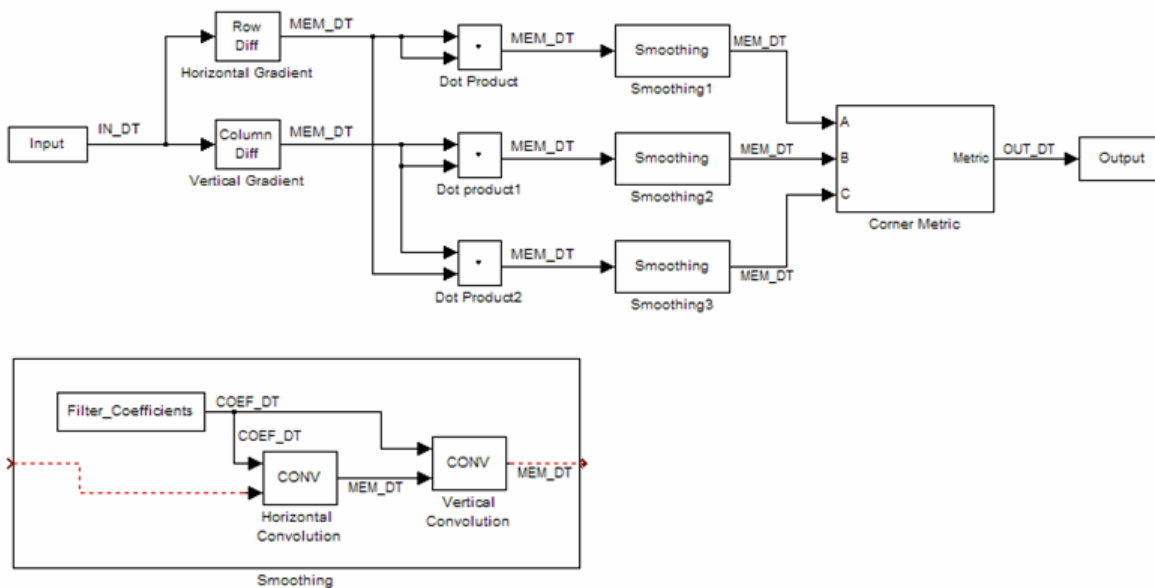 Row
Diff
MEM_DT
Horizontal Gradient
MEM_DT
Dot Product
Smoothing
Smoothing1
MEM_DT
Input
IN_DT
Column
Diff
MEM_DT
Vertical Gradient
MEM_DT
Dot product1
Smoothing
Smoothing2
MEM_DT
A
B
C
Metric
Corner Metric
OUT_DT
Output
MEM_DT
Dot Product2
Smoothing
Smoothing3
MEM_DT
Filter_Coefficients
COEF_DT
COEF_DT
CONV
MEM_DT
Horizontal
Convolution
CONV
MEM_DT
Vertical
Convolution
Smoothing